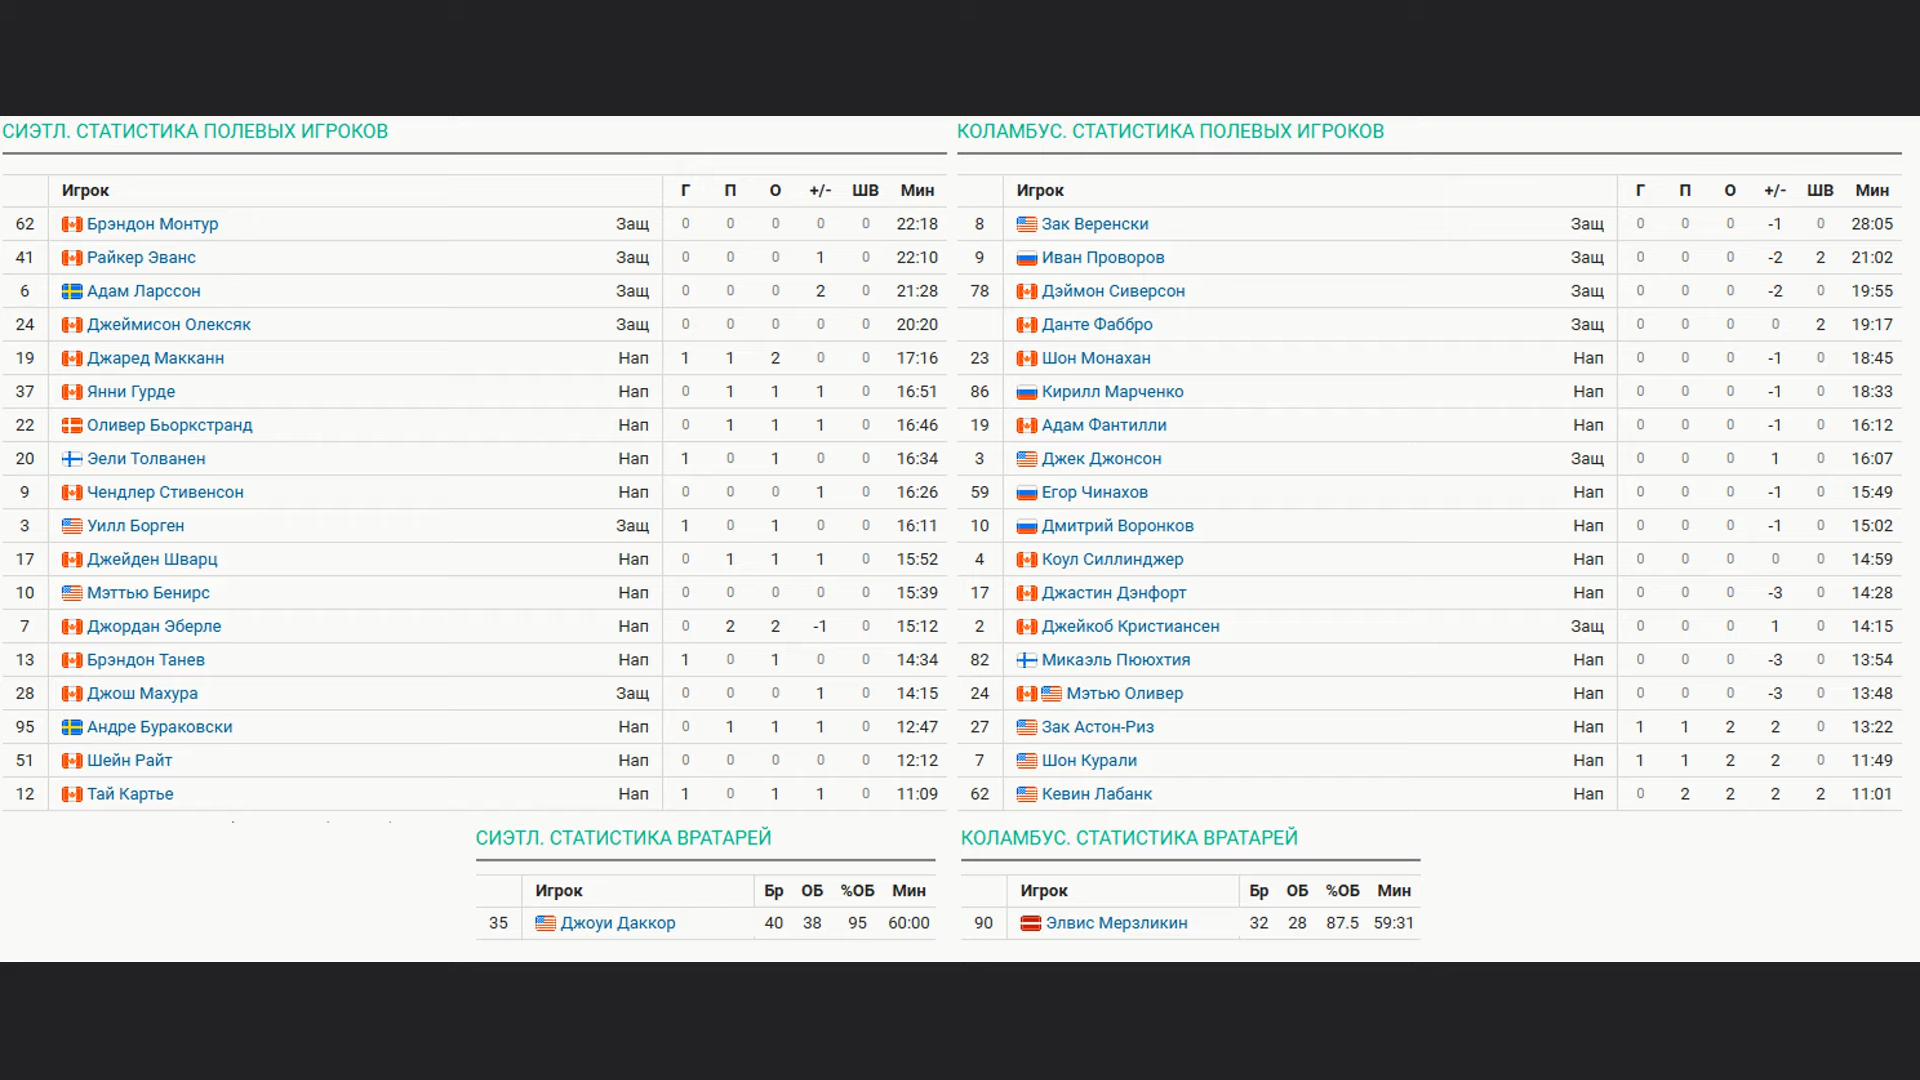 СИЭТЛ. СТАТИСТИКА ПОЛЕВЫХ ИГРОКОВ
Игрок Г П О +/- ШВ Мин
62 Брэндон Монтур Защ 0 0 0 0 0 22:18
41 Райкер Эванс Защ 0 0 0 1 0 22:10
6 Адам Ларссон Защ 0 0 0 2 0 21:28
24 Джеймисон Олексяк Защ 0 0 0 0 0 20:20
19 Джаред Макканн Нап 1 1 2 0 0 17:16
37 Янни Гурде Нап 0 1 1 1 0 16:51
22 Оливер Бьоркстранд Нап 0 1 1 1 0 16:46
20 Эели Толванен Нап 1 0 1 0 0 16:34
9 Чендлер Стивенсон Нап 0 0 0 1 0 16:26
3 Уилл Борген Защ 1 0 1 0 0 16:11
17 Джейден Шварц Нап 0 1 1 1 0 15:52
10 Мэттью Бенирс Нап 0 0 0 0 0 15:39
7 Джордан Эберле Нап 0 2 2 -1 0 15:12
13 Брэндон Танев Нап 1 0 1 0 0 14:34
28 Джош Махура Защ 0 0 0 1 0 14:15
95 Андре Бураковски Нап 0 1 1 1 0 12:47
51 Шейн Райт Нап 0 0 0 0 0 12:12
12 Тай Картье Нап 1 0 1 1 0 11:09
КОЛАМБУС. СТАТИСТИКА ПОЛЕВЫХ ИГРОКОВ
Игрок Г П О +/- ШВ Мин
8 Зак Веренски Защ 0 0 0 -1 0 28:05
9 Иван Проворов Защ 0 0 0 -2 2 21:02
78 Дэймон Сиверсон Защ 0 0 0 -2 0 19:55
Данте Фаббро Защ 0 0 0 0 2 19:17
23 Шон Монахан Нап 0 0 0 -1 0 18:45
86 Кирилл Марченко Нап 0 0 0 -1 0 18:33
19 Адам Фантилли Нап 0 0 0 -1 0 16:12
3 Джек Джонсон Защ 0 0 0 1 0 16:07
59 Егор Чинахов Нап 0 0 0 -1 0 15:49
10 Дмитрий Воронков Нап 0 0 0 -1 0 15:02
4 Коул Силлинджер Нап 0 0 0 0 0 14:59
17 Джастин Дэнфорт Нап 0 0 0 -3 0 14:28
2 Джейкоб Кристиансен Защ 0 0 0 1 0 14:15
82 Микаэль Пююхтия Нап 0 0 0 -3 0 13:54
24 Мэтью Оливер Нап 0 0 0 -3 0 13:48
27 Зак Астон-Риз Нап 1 1 2 2 0 13:22
7 Шон Курали Нап 1 1 2 2 0 11:49
62 Кевин Лабанк Нап 0 2 2 2 2 11:01
СИЭТЛ. СТАТИСТИКА ВРАТАРЕЙ
Игрок Бр ОБ %ОБ Мин
35 Джоуи Даккор 40 38 95 60:00
КОЛАМБУС. СТАТИСТИКА ВРАТАРЕЙ
Игрок Бр ОБ %ОБ Мин
90 Элвис Мерзликин 32 28 87.5 59:31